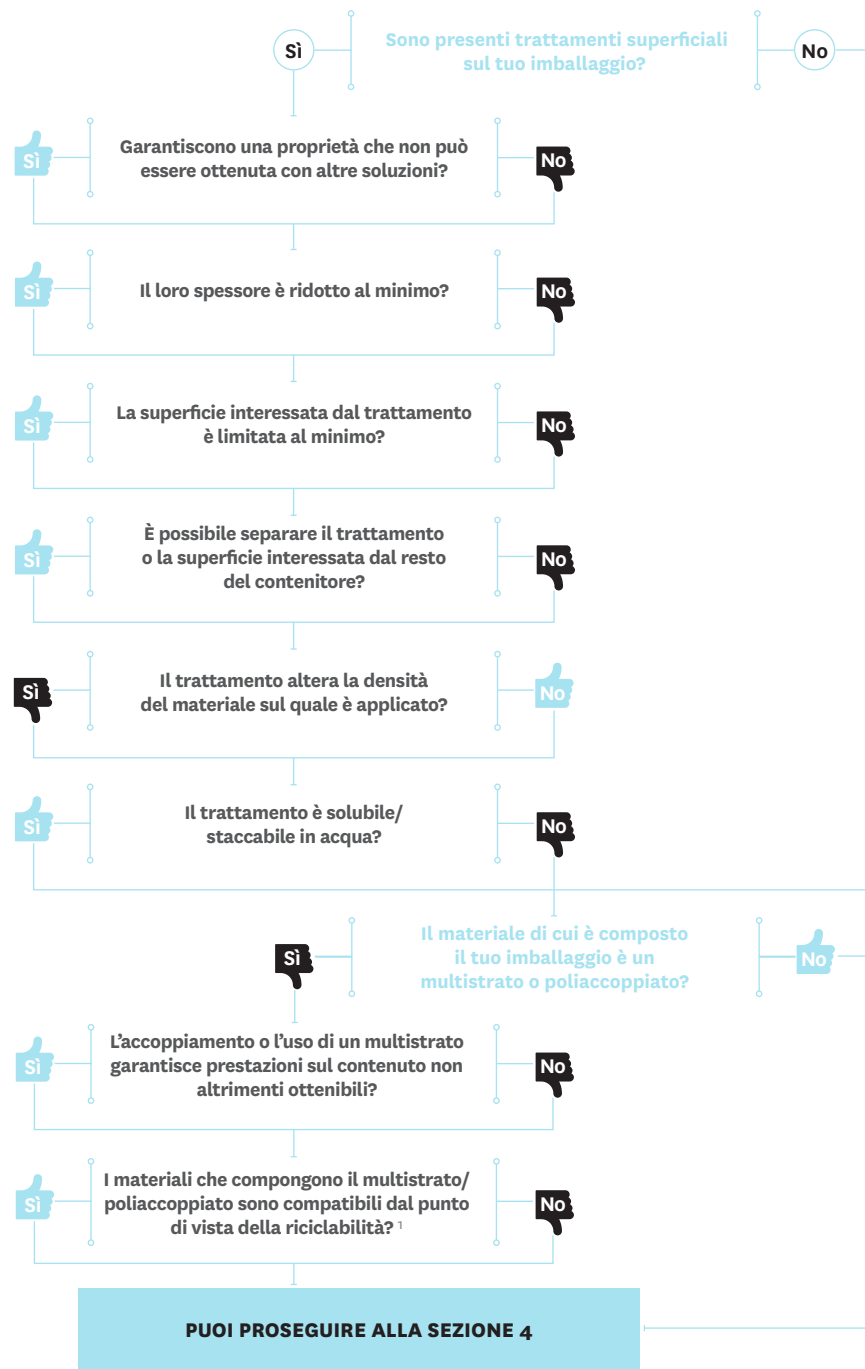 Sì
Sono presenti trattamenti superficiali
sul tuo imballaggio?
No
Sì
Garantiscono una proprietà che non può
essere ottenuta con altre soluzioni?
No
Sì
Il loro spessore è ridotto al minimo?
No
Sì
La superficie interessata dal trattamento
è limitata al minimo?
No
Sì
È possibile separare il trattamento
o la superficie interessata dal resto
del contenitore?
No
Sì
Il trattamento altera la densità
del materiale sul quale è applicato?
No
Sì
Il trattamento è solubile/
staccabile in acqua?
No
Sì
Il materiale di cui è composto
il tuo imballaggio è un
multistrato o poliaccoppiato?
No
Sì
L'accoppiamento o l'uso di un multistrato
garantisce prestazioni sul contenuto non
altrimenti ottenibili?
No
Sì
I materiali che compongono il multistrato/
poliaccoppiato sono compatibili dal punto
di vista della riciclabilità? ¹
No
PUOI PROSEGUIRE ALLA SEZIONE 4